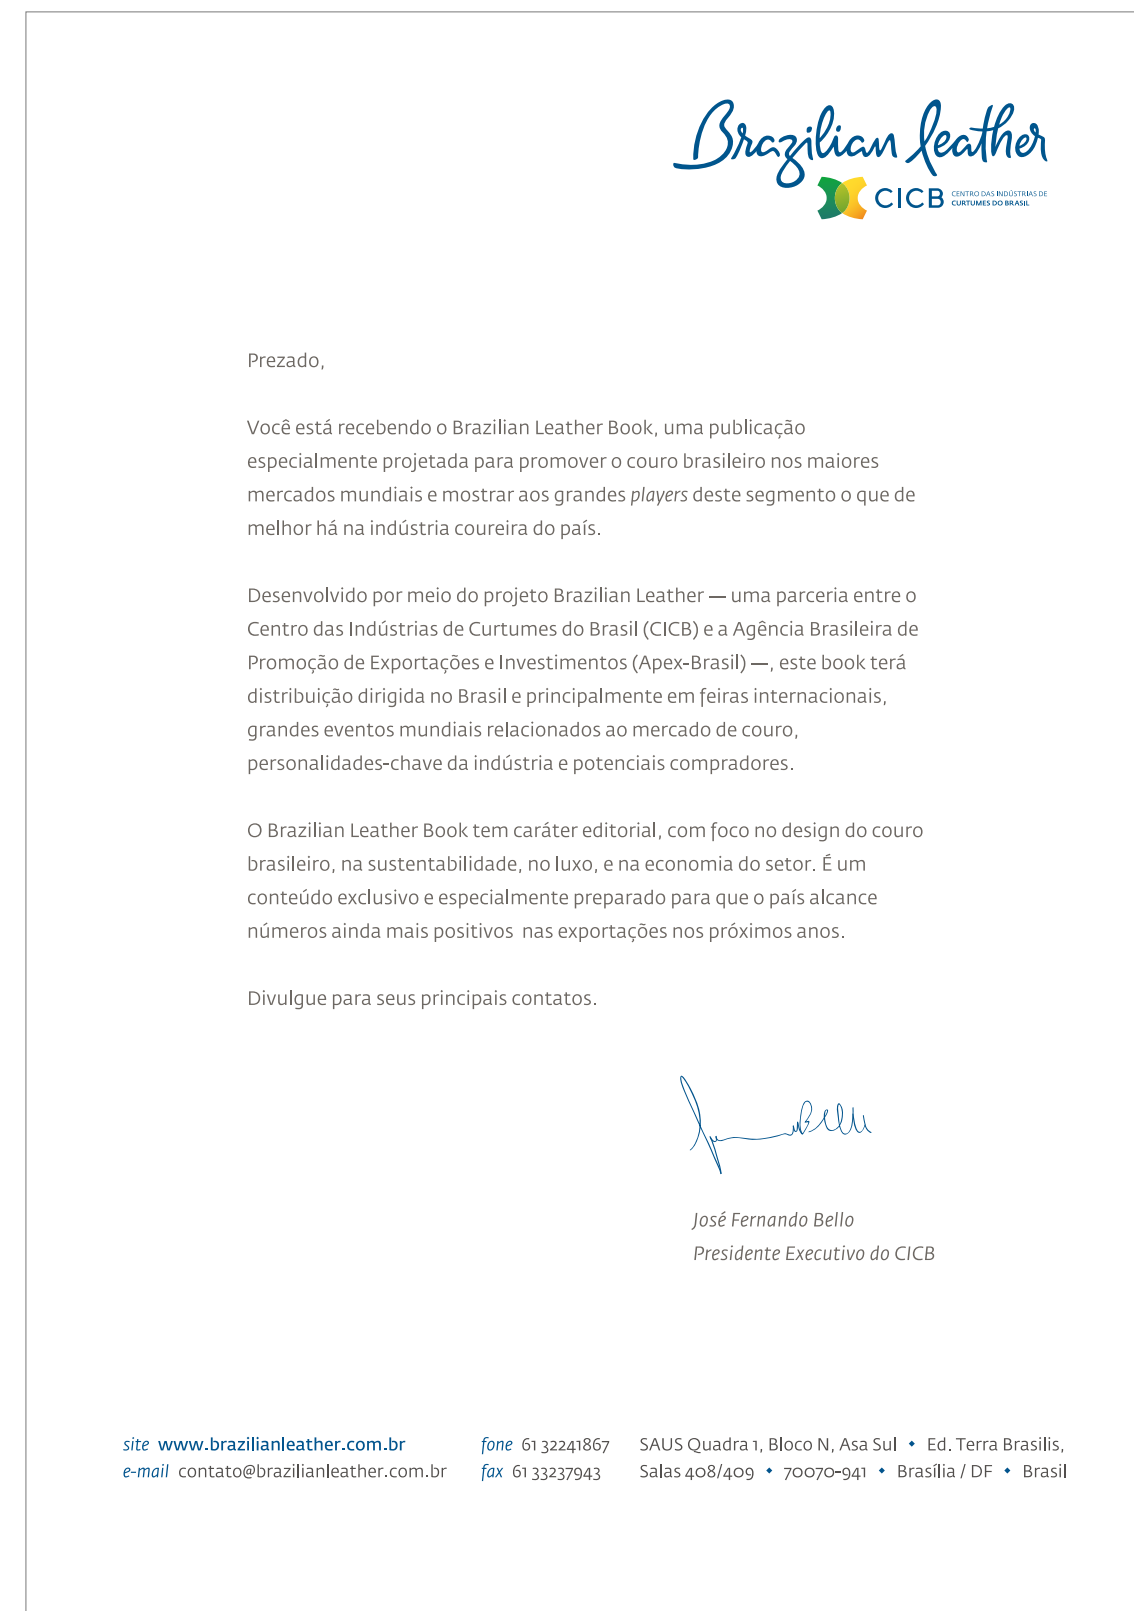 Brazilian leather
CICB CENTRO DAS INDÚSTRIAS DE
CURTUMES DO BRASIL
Prezado,
Você está recebendo o Brazilian Leather Book, uma publicação
especialmente projetada para promover o couro brasileiro nos maiores
mercados mundiais e mostrar aos grandes players deste segmento o que de
melhor há na indústria coureira do país.
Desenvolvido por meio do projeto Brazilian Leather — uma parceria entre o
Centro das Indústrias de Curtumes do Brasil (CICB) e a Agência Brasileira de
Promoção de Exportações e Investimentos (Apex-Brasil) —, este book terá
distribuição dirigida no Brasil e principalmente em feiras internacionais,
grandes eventos mundiais relacionados ao mercado de couro,
personalidades-chave da indústria e potenciais compradores.
O Brazilian Leather Book tem caráter editorial, com foco no design do couro
brasileiro, na sustentabilidade, no luxo, e na economia do setor. É um
conteúdo exclusivo e especialmente preparado para que o país alcance
números ainda mais positivos nas exportações nos próximos anos.
Divulgue para seus principais contatos.
José Fernando Bello
Presidente Executivo do CICB
site www.brazilianleather.com.br fone 61 32241867 SAUS Quadra 1, Bloco N, Asa Sul • Ed. Terra Brasilis,
e-mail contato@brazilianleather.com.br fax 61 33237943 Salas 408/409 • 70070-941 • Brasília / DF • Brasil